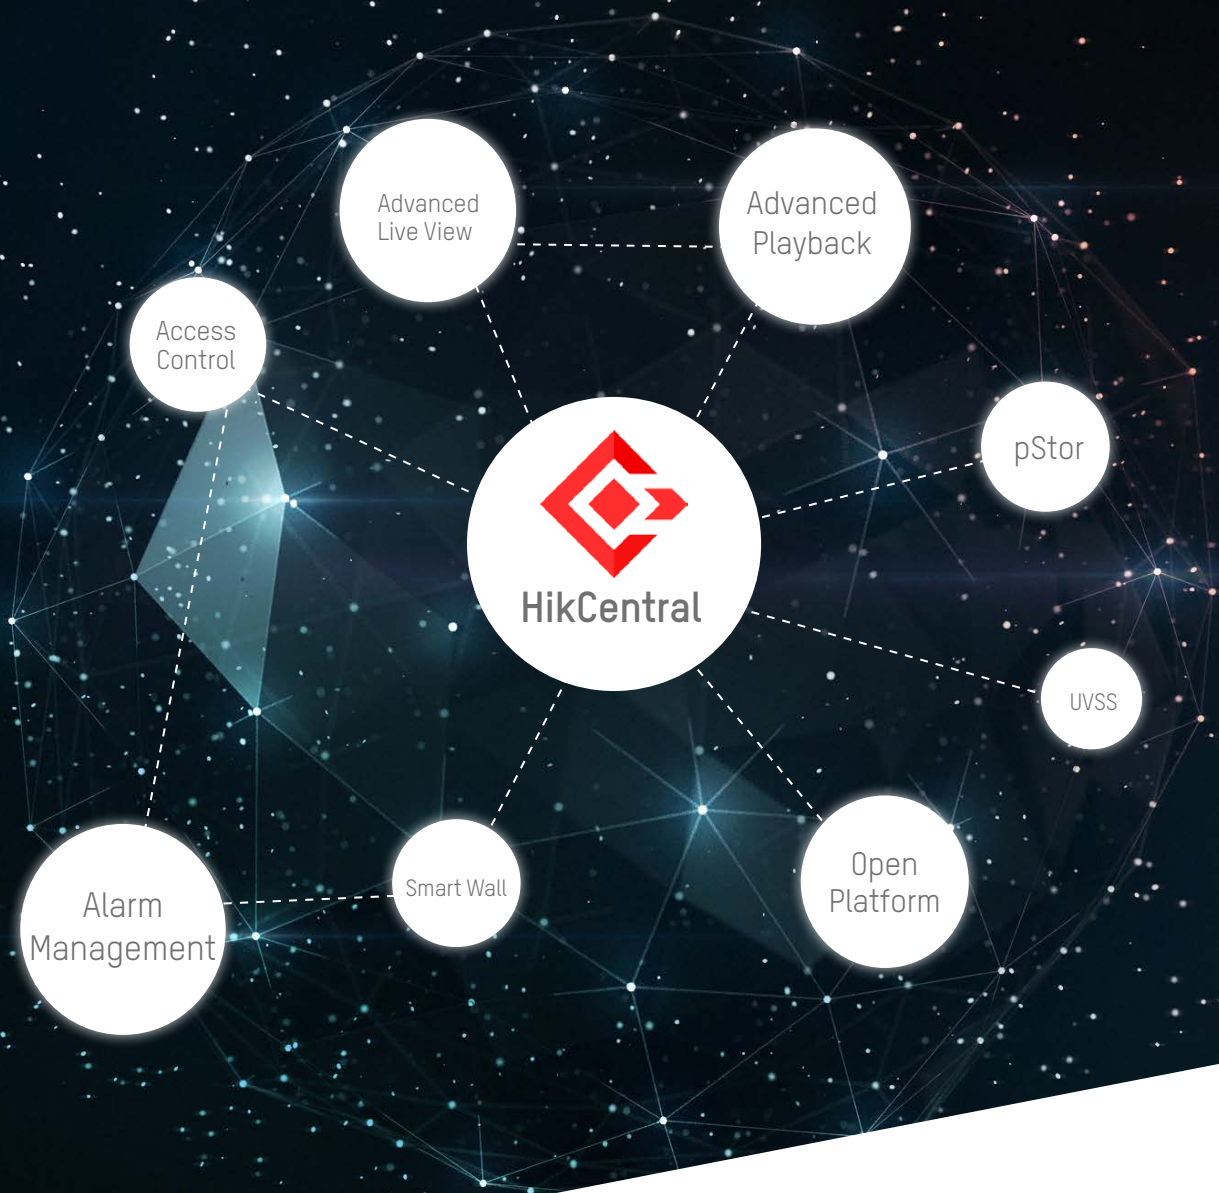 Advanced
Live View
Advanced
Playback
Access
Control
pStor
HikCentral
UVSS
Smart Wall
Open
Platform
Alarm
Management